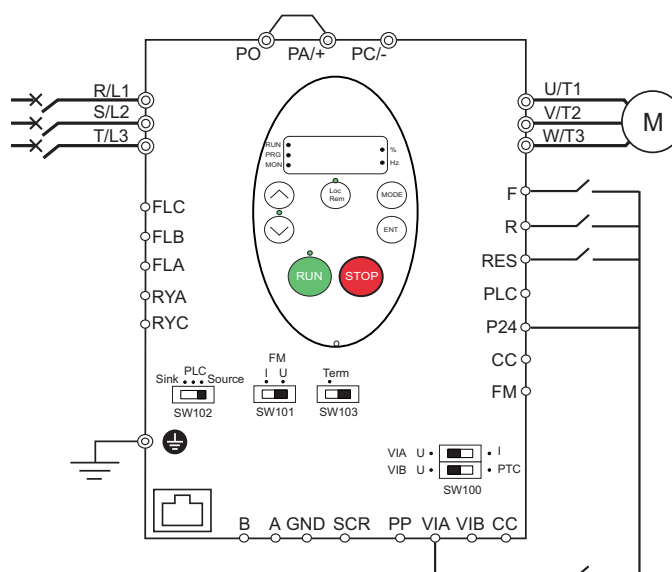 PO PA/+ PC/-
R/L1
S/L2
T/L3
U/T1
V/T2
W/T3
M
RUN
PRG
MON
%
Hz
Loc
Rem
MODE
ENT
RUN
STOP
FLC
FLB
FLA
RYA
RYC
F
R
RES
PLC
P24
CC
FM
PLC
Sink Source
SW102
FM
I U
SW101
Term
SW103
VIA U I
VIB U PTC
SW100
B A GND SCR PP VIA VIB CC